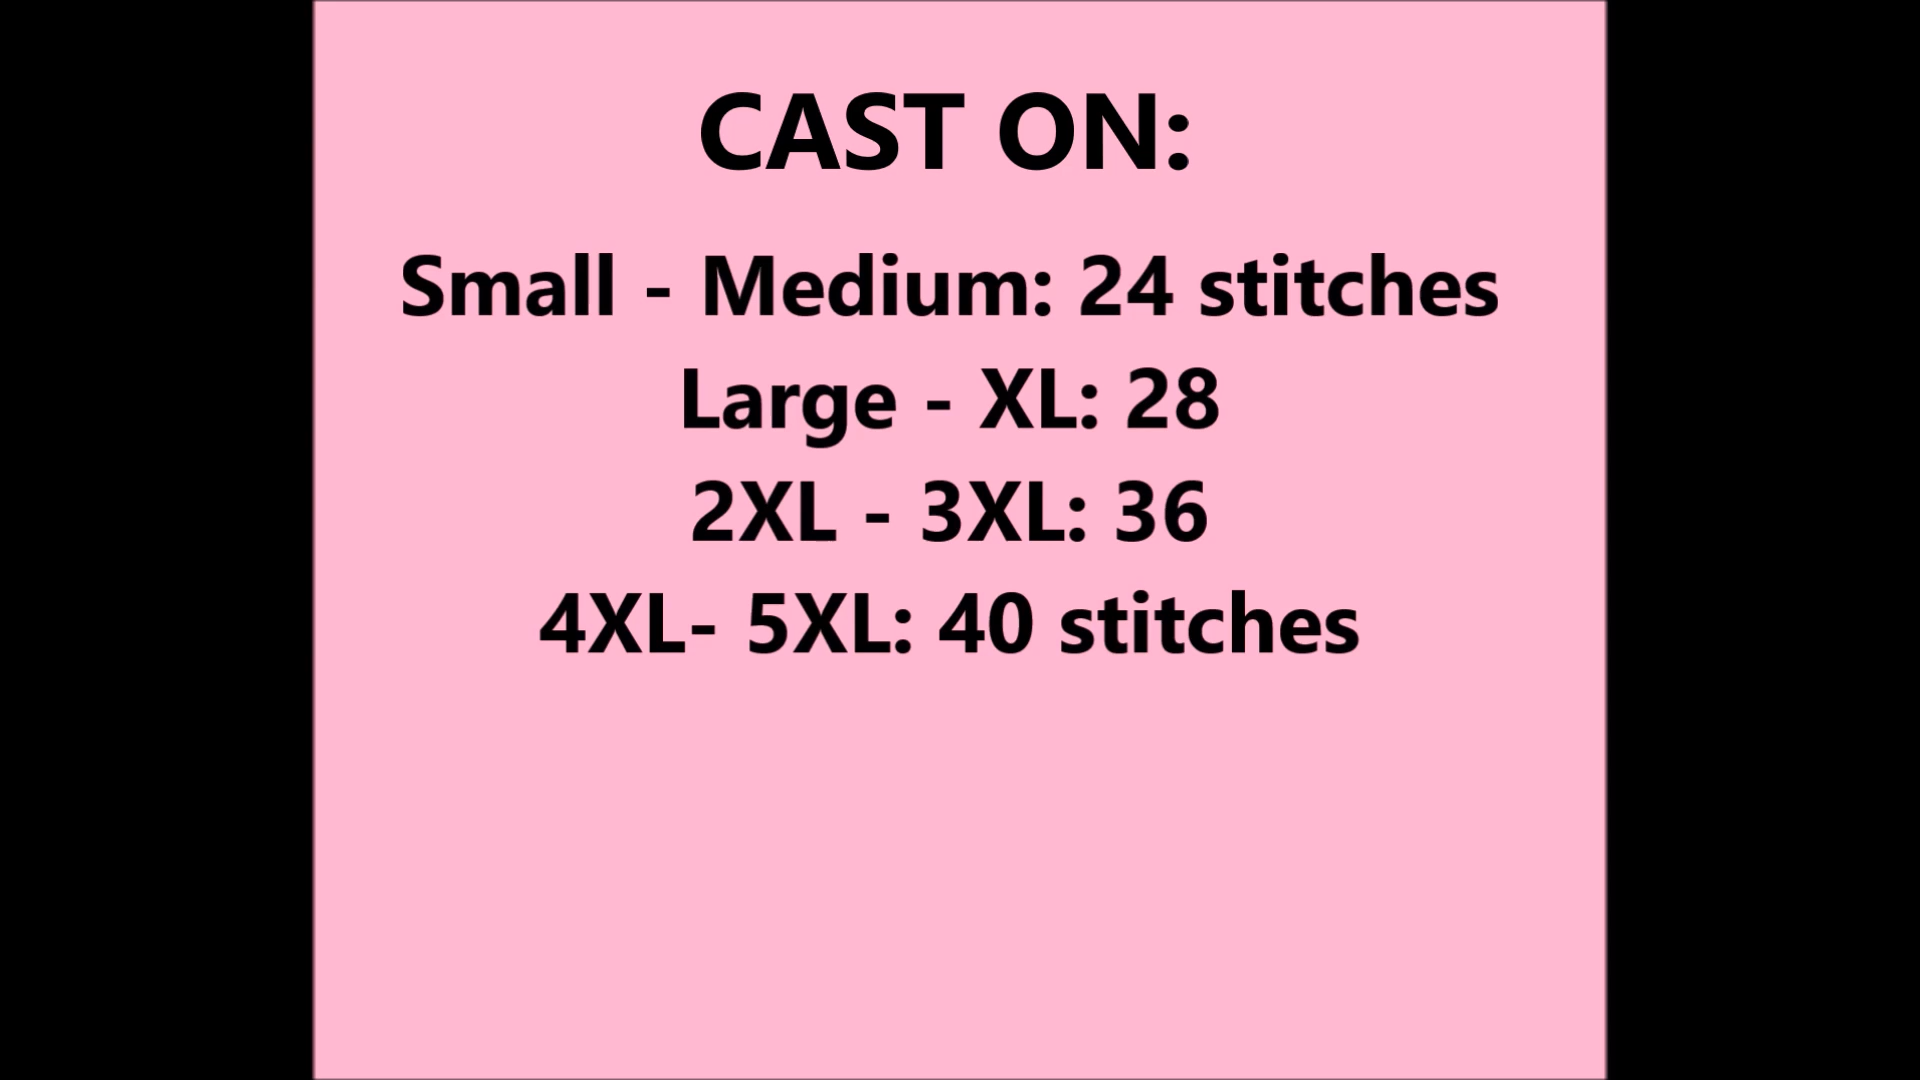 CAST ON:
Small - Medium: 24 stitches
Large - XL: 28
2XL - 3XL: 36
4XL- 5XL: 40 stitches